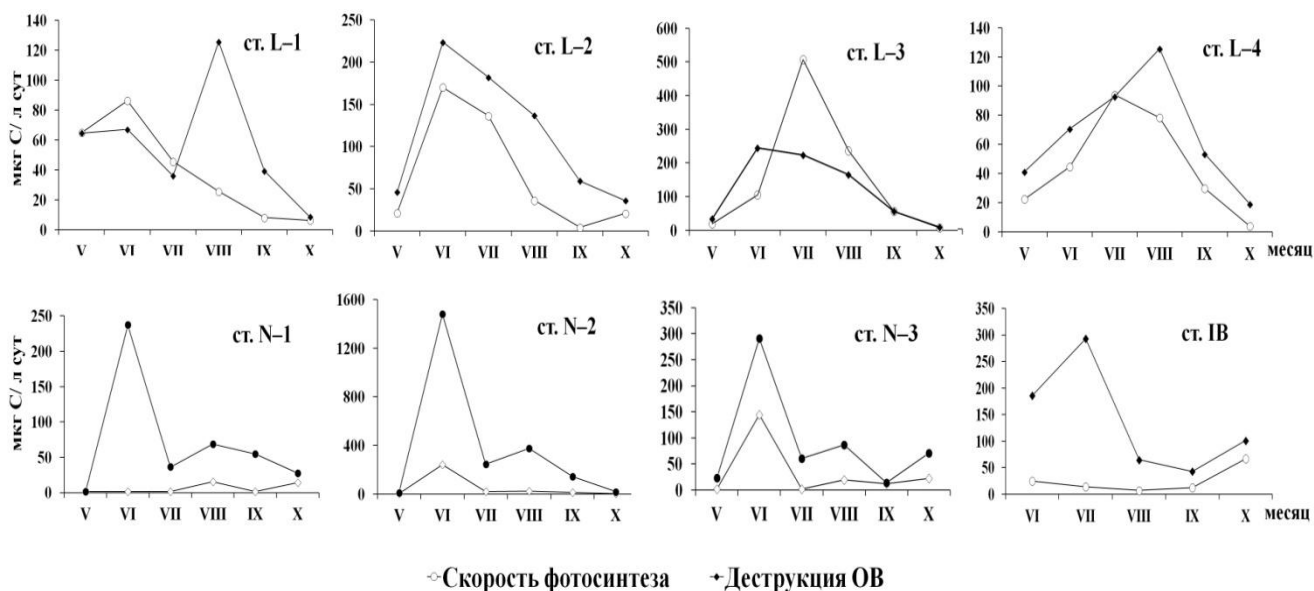 мкг С/ л сут
140
120
100
80
60
40
20
0
ст. L–1
V VI VII VIII IX X
250
200
150
100
50
0
ст. L–2
V VI VII VIII IX X
600
500
400
300
200
100
0
ст. L–3
V VI VII VIII IX X
140
120
100
80
60
40
20
0
ст. L–4
V VI VII VIII IX X месяц
мкг С/ л сут
250
200
150
100
50
0
ст. N–1
V VI VII VIII IX X
1600
1200
800
400
0
ст. N–2
V VI VII VIII IX X
350
300
250
200
150
100
50
0
ст. N–3
V VI VII VIII IX X
350
300
250
200
150
100
50
0
ст. IB
VI VII VIII IX X месяц
Скорость фотосинтеза Деструкция ОВ